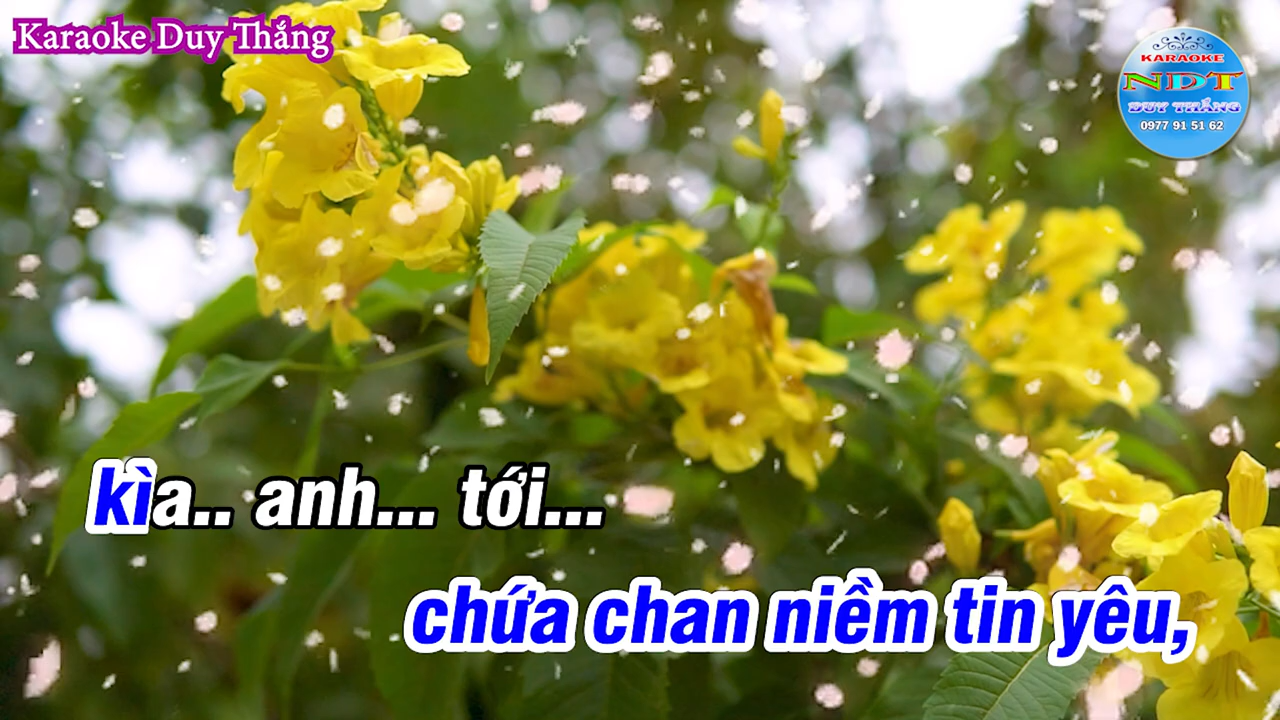 Karaoke Duy Thắng
KARAOKE
NDT
DUY THẮNG
0977 91 51 62
kìa.. anh... tới...
chứa chan niềm tin yêu,